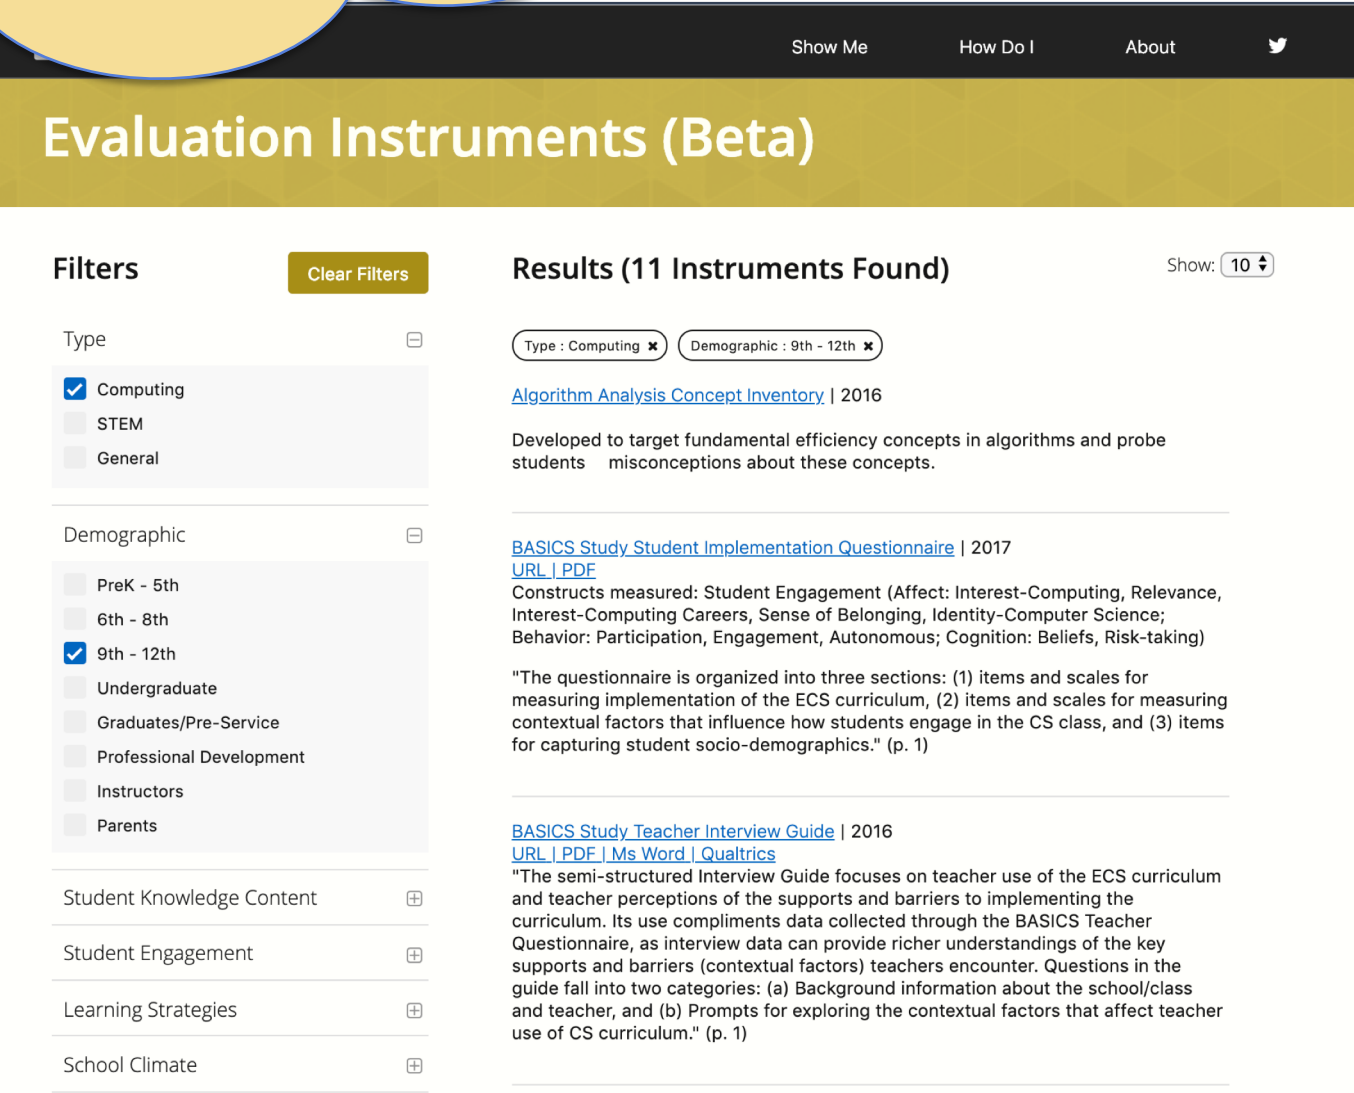 Show Me How Do I About
Evaluation Instruments (Beta)
Filters
Clear Filters
Type
Computing
STEM
General
Demographic
PreK - 5th
6th - 8th
9th - 12th
Undergraduate
Graduates/Pre-Service
Professional Development
Instructors
Parents
Student Knowledge Content
Student Engagement
Learning Strategies
School Climate
Results (11 Instruments Found)
Show: 10
Type : Computing ✖ Demographic : 9th - 12th ✖
Algorithm Analysis Concept Inventory | 2016
Developed to target fundamental efficiency concepts in algorithms and probe
students    misconceptions about these concepts.
BASICS Study Student Implementation Questionnaire | 2017
URL | PDF
Constructs measured: Student Engagement (Affect: Interest-Computing, Relevance,
Interest-Computing Careers, Sense of Belonging, Identity-Computer Science;
Behavior: Participation, Engagement, Autonomous; Cognition: Beliefs, Risk-taking)
"The questionnaire is organized into three sections: (1) items and scales for
measuring implementation of the ECS curriculum, (2) items and scales for measuring
contextual factors that influence how students engage in the CS class, and (3) items
for capturing student socio-demographics." (p. 1)
BASICS Study Teacher Interview Guide | 2016
URL | PDF | Ms Word | Qualtrics
"The semi-structured Interview Guide focuses on teacher use of the ECS curriculum
and teacher perceptions of the supports and barriers to implementing the
curriculum. Its use compliments data collected through the BASICS Teacher
Questionnaire, as interview data can provide richer understandings of the key
supports and barriers (contextual factors) teachers encounter. Questions in the
guide fall into two categories: (a) Background information about the school/class
and teacher, and (b) Prompts for exploring the contextual factors that affect teacher
use of CS curriculum." (p. 1)